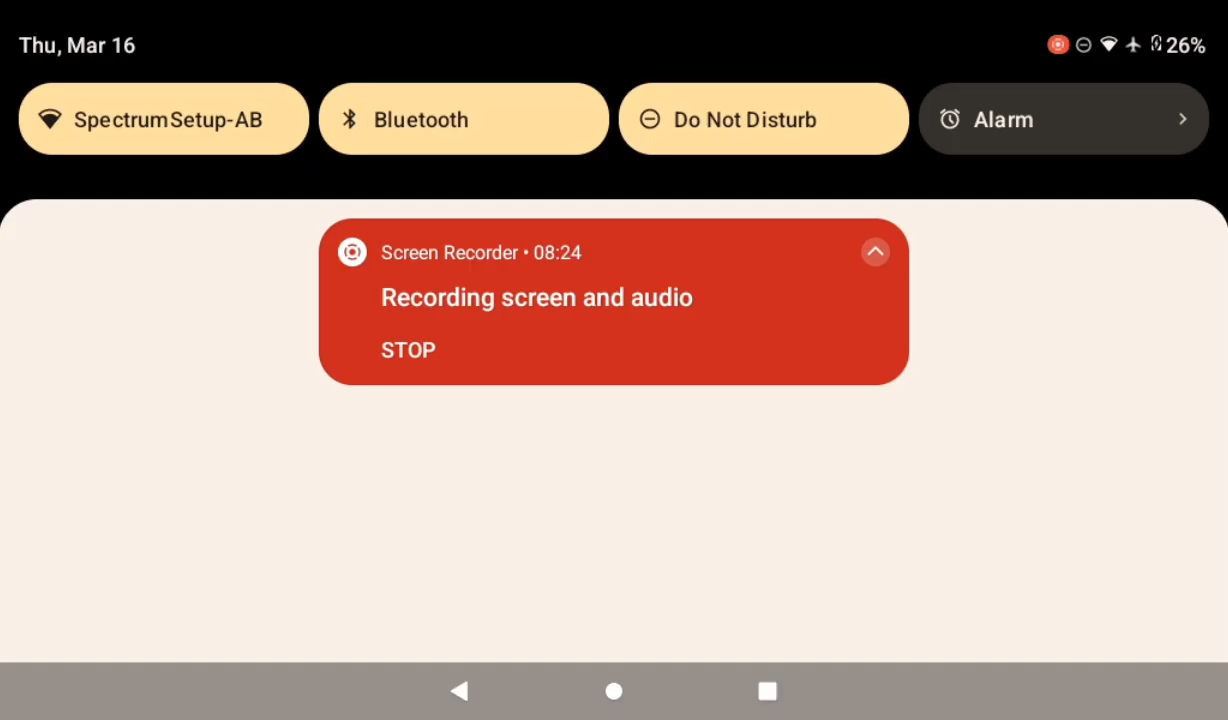 Thu, Mar 16
26%
SpectrumSetup-AB
Bluetooth
Do Not Disturb
Alarm
Screen Recorder • 08:24
Recording screen and audio
STOP